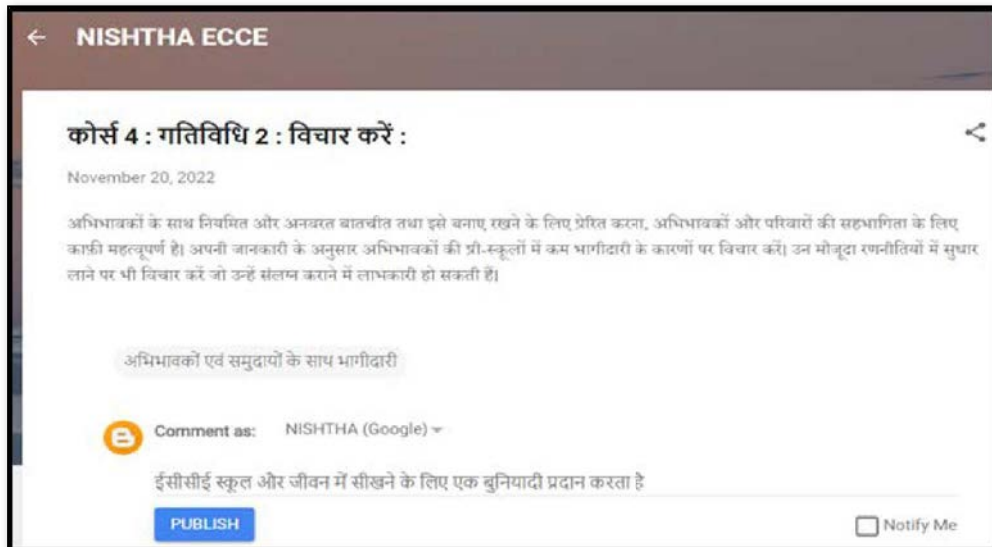 NISHTHA ECCE
कोर्स 4 : गतिविधि 2 : विचार करें :
November 20, 2022
अभिभावकों के साथ नियमित और अनवरत बातचीत तथा इसे बनाए रखने के लिए प्रेरित करना, अभिभावकों और परिवारों की सहभागिता के लिए
काफ़ी महत्वपूर्ण है। अपनी जानकारी के अनुसार अभिभावकों की प्री-स्कूलों में कम भागीदारी के कारणों पर विचार करें। उन मौजूदा रणनीतियों में सुधार
लाने पर भी विचार करें जो उन्हें संलग्न कराने में लाभकारी हो सकती हैं।
अभिभावकों एवं समुदायों के साथ भागीदारी
Comment as: NISHTHA (Google)
ईसीसीई स्कूल और जीवन में सीखने के लिए एक बुनियादी प्रदान करता है
PUBLISH Notify Me